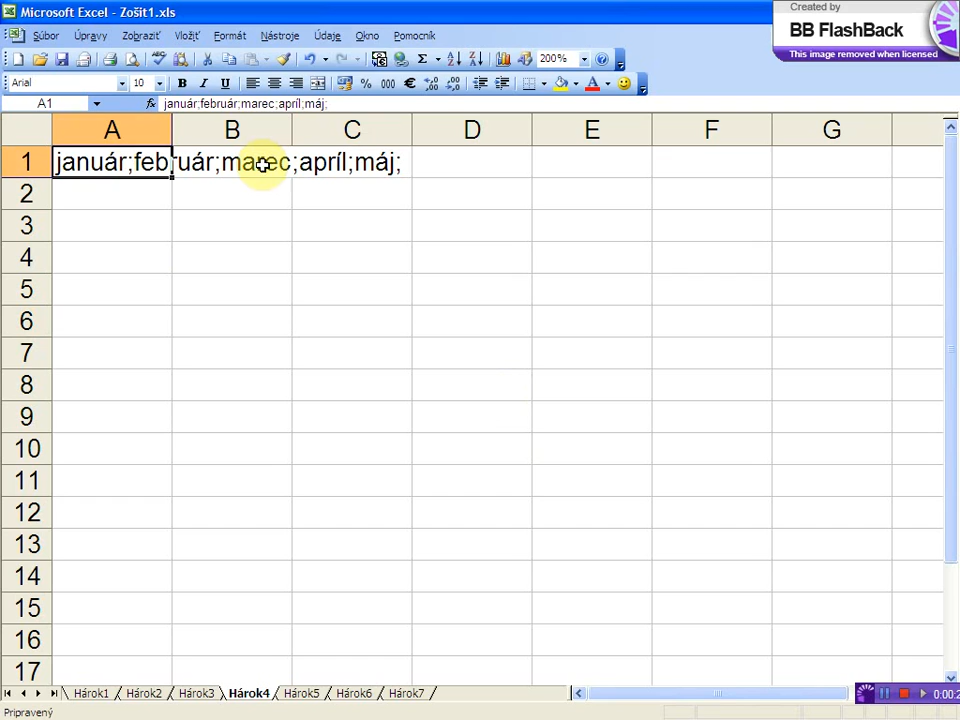 Microsoft Excel - Zošit1.xls
Created by
BB FlashBack
This image removed when licensed
Súbor Úpravy Zobraziť Vložiť Formát Nástroje Údaje Okno Pomocník
200%
Arial 10 B I U % 000 €
A1 fx január;február;marec;apríl;máj;
A B C D E F G
1 január;február;marec;apríl;máj;
2
3
4
5
6
7
8
9
10
11
12
13
14
15
16
17
Hárok1 Hárok2 Hárok3 Hárok4 Hárok5 Hárok6 Hárok7
Pripravený